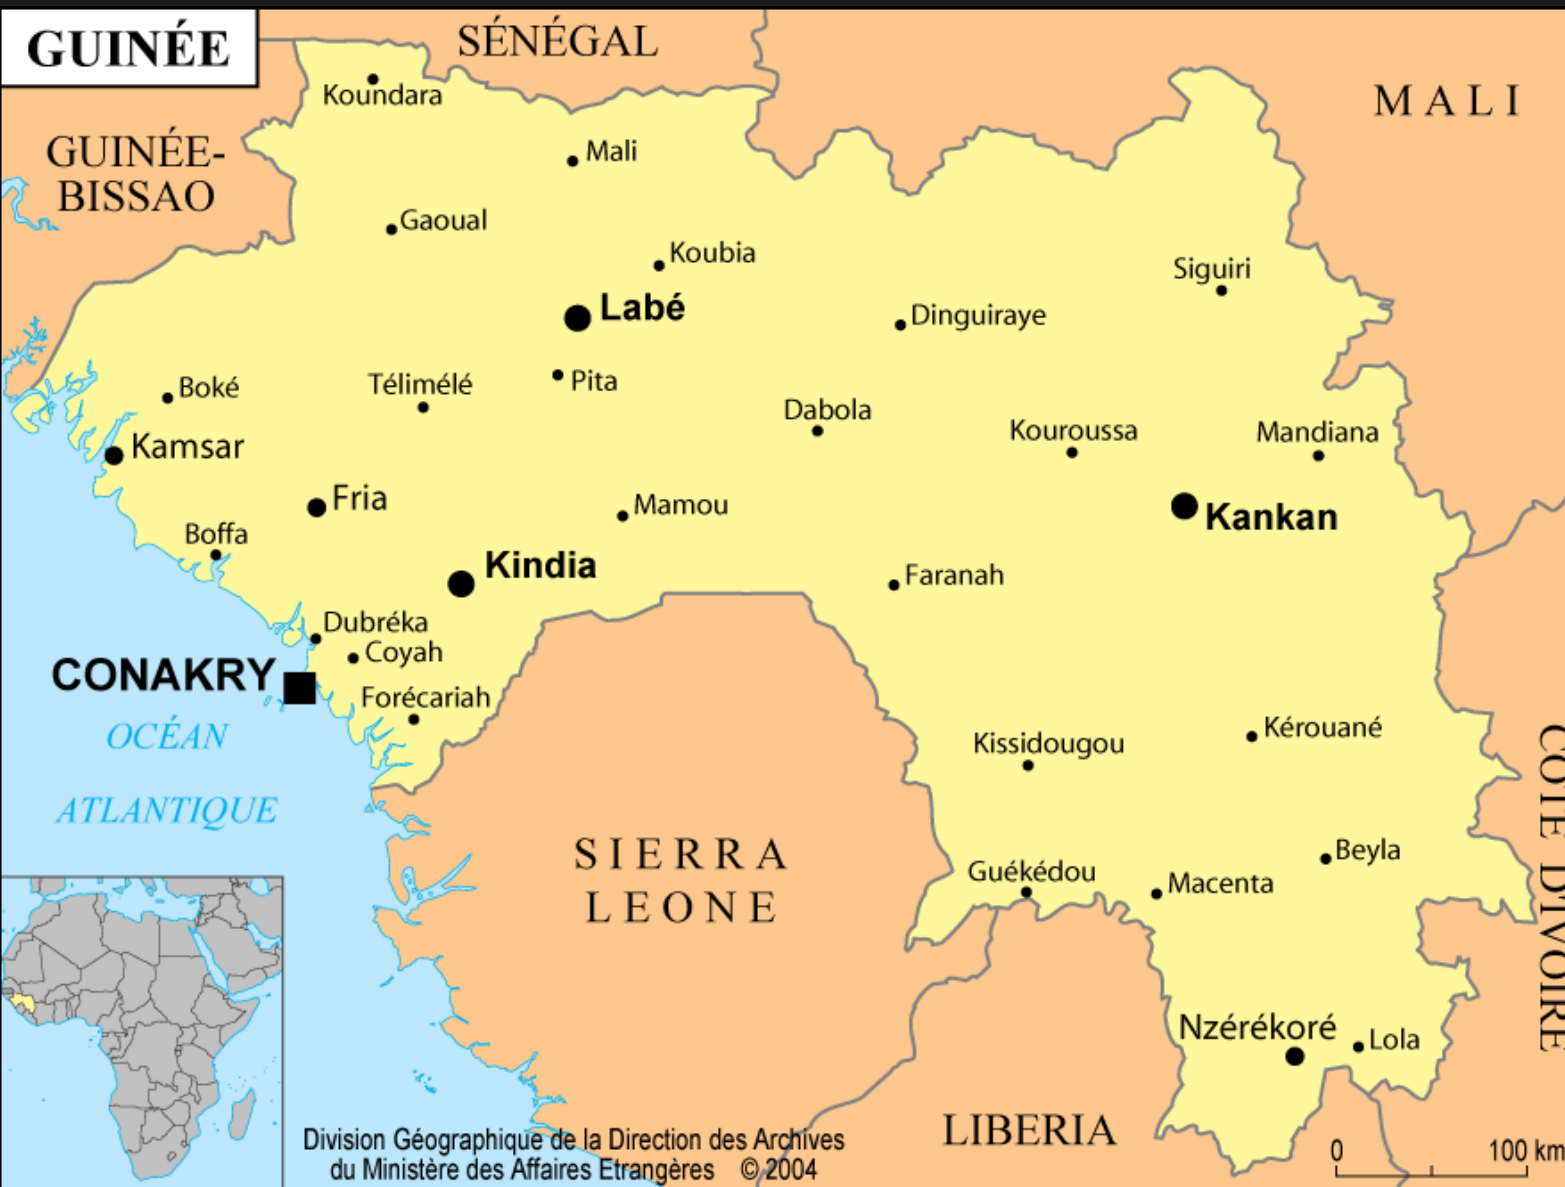 GUINÉE
SÉNÉGAL
MALI
GUINÉE-
BISSAO
Koundara
Mali
Gaoual
Koubia
Siguiri
Labé
Dinguiraye
Boké
Télimélé
Pita
Dabola
Kouroussa
Mandiana
Kamsar
Fria
Mamou
Kankan
Boffa
Kindia
Faranah
Dubréka
Coyah
CONAKRY
Forécariah
OCÉAN
ATLANTIQUE
Kissidougou
Kérouané
CÔTE D'IVOIRE
SIERRA
LEONE
Guékédou
Macenta
Beyla
Nzérékoré
Lola
LIBERIA
Division Géographique de la Direction des Archives
du Ministère des Affaires Etrangères © 2004
0 100 km